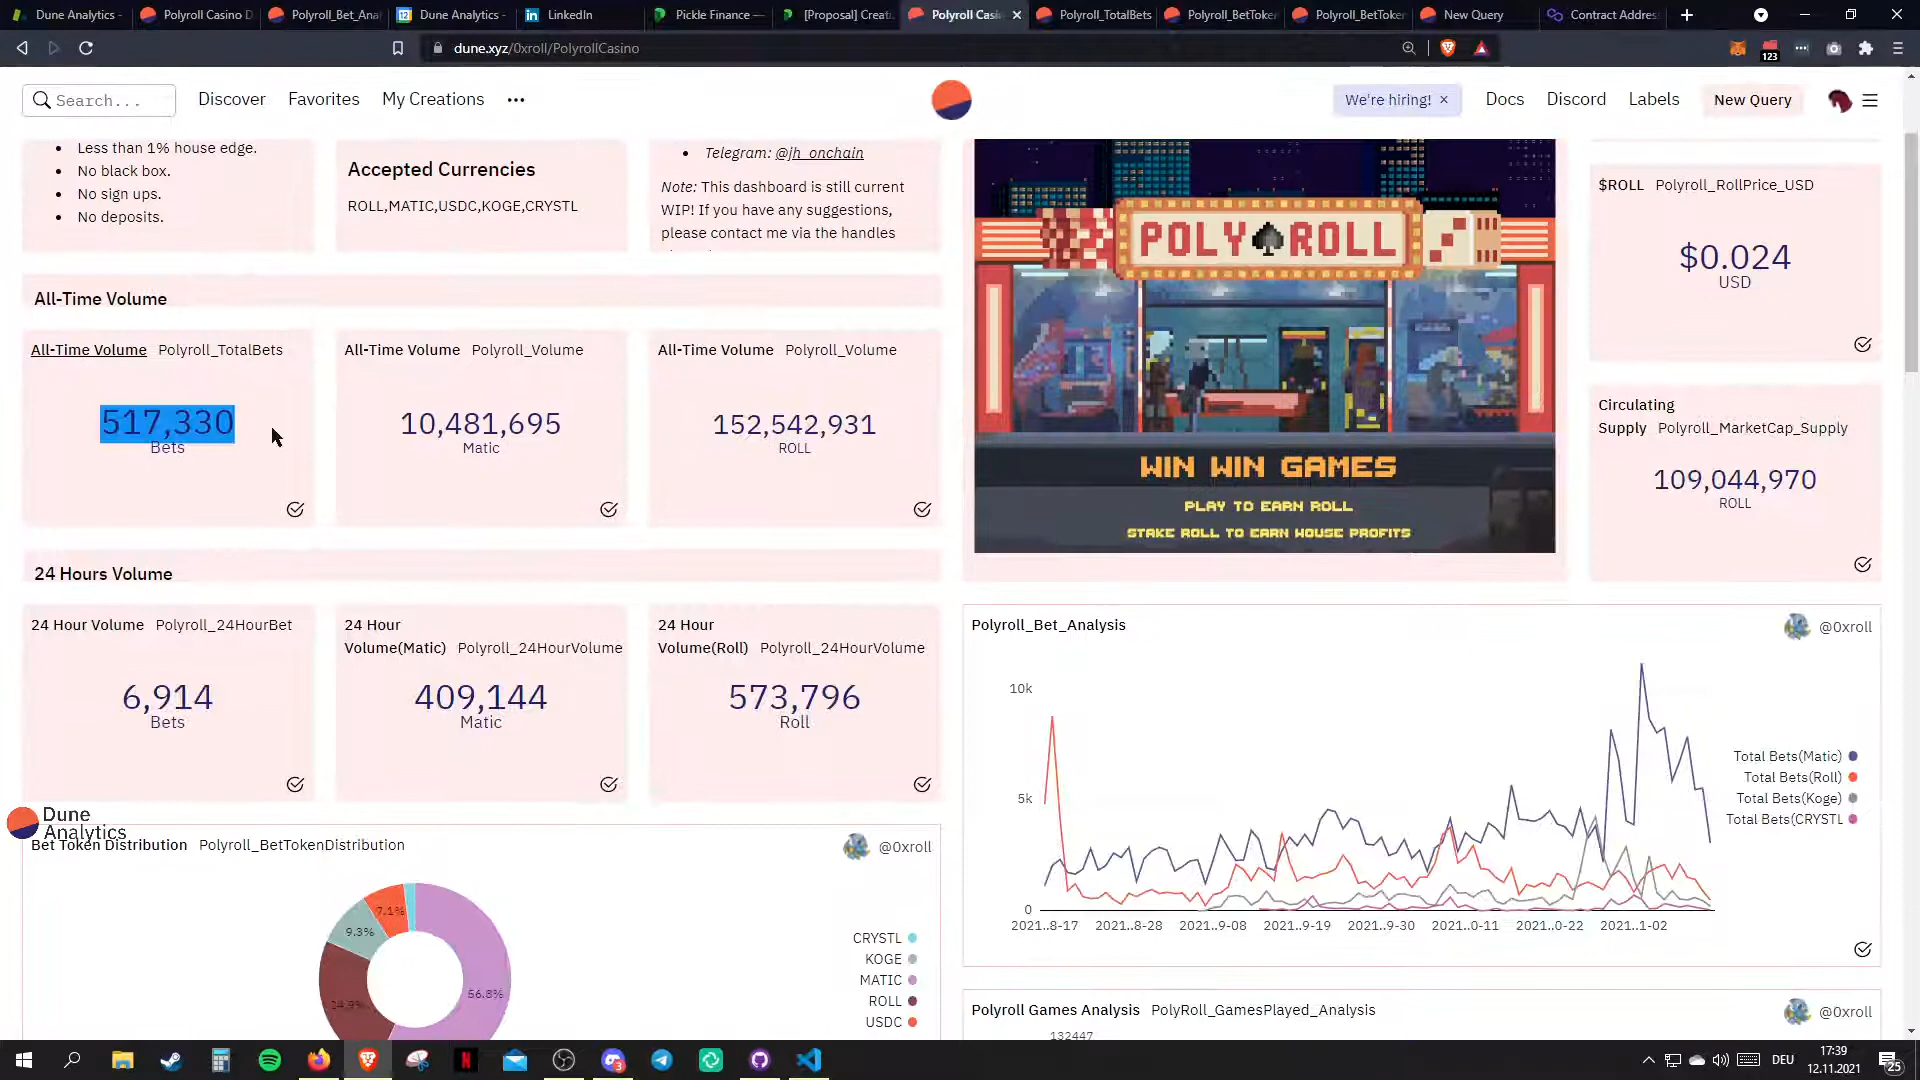 Dune Analytics -
Polyroll Casino D
Polyroll_Bet_Ana
Dune Analytics -
LinkedIn
Pickle Finance —
[Proposal] Creati
Polyroll Casi
Polyroll_TotalBets
Polyroll_BetToke
Polyroll_BetToke
New Query
Contract Addres
dune.xyz/0xroll/PolyrollCasino
123
Search...
Discover
Favorites
My Creations
We're hiring! ×
Docs
Discord
Labels
New Query
• Less than 1% house edge.
• No black box.
• No sign ups.
• No deposits.
Accepted Currencies
ROLL,MATIC,USDC,KOGE,CRYSTL
• Telegram: @jh_onchain
Note: This dashboard is still current
WIP! If you have any suggestions,
please contact me via the handles
POLY ROLL
WIN WIN GAMES
PLAY TO EARN ROLL
STAKE ROLL TO EARN HOUSE PROFITS
$ROLL Polyroll_RollPrice_USD
$0.024
USD
Circulating
Supply Polyroll_MarketCap_Supply
109,044,970
ROLL
All-Time Volume
All-Time Volume Polyroll_TotalBets
517,330
Bets
All-Time Volume Polyroll_Volume
10,481,695
Matic
All-Time Volume Polyroll_Volume
152,542,931
ROLL
24 Hours Volume
24 Hour Volume Polyroll_24HourBet
6,914
Bets
24 Hour
Volume(Matic) Polyroll_24HourVolume
409,144
Matic
24 Hour
Volume(Roll) Polyroll_24HourVolume
573,796
Roll
Polyroll_Bet_Analysis
@0xroll
10k
5k
0
2021..8-17
2021..8-28
2021..9-08
2021..9-19
2021..9-30
2021..0-11
2021..0-22
2021..1-02
Total Bets(Matic)
Total Bets(Roll)
Total Bets(Koge)
Total Bets(CRYSTL
Dune
Analytics
Bet Token Distribution Polyroll_BetTokenDistribution
@0xroll
7.1%
9.3%
56.8%
24.9%
CRYSTL
KOGE
MATIC
ROLL
USDC
Polyroll Games Analysis PolyRoll_GamesPlayed_Analysis
@0xroll
132447
DEU
17:39
12.11.2021
25